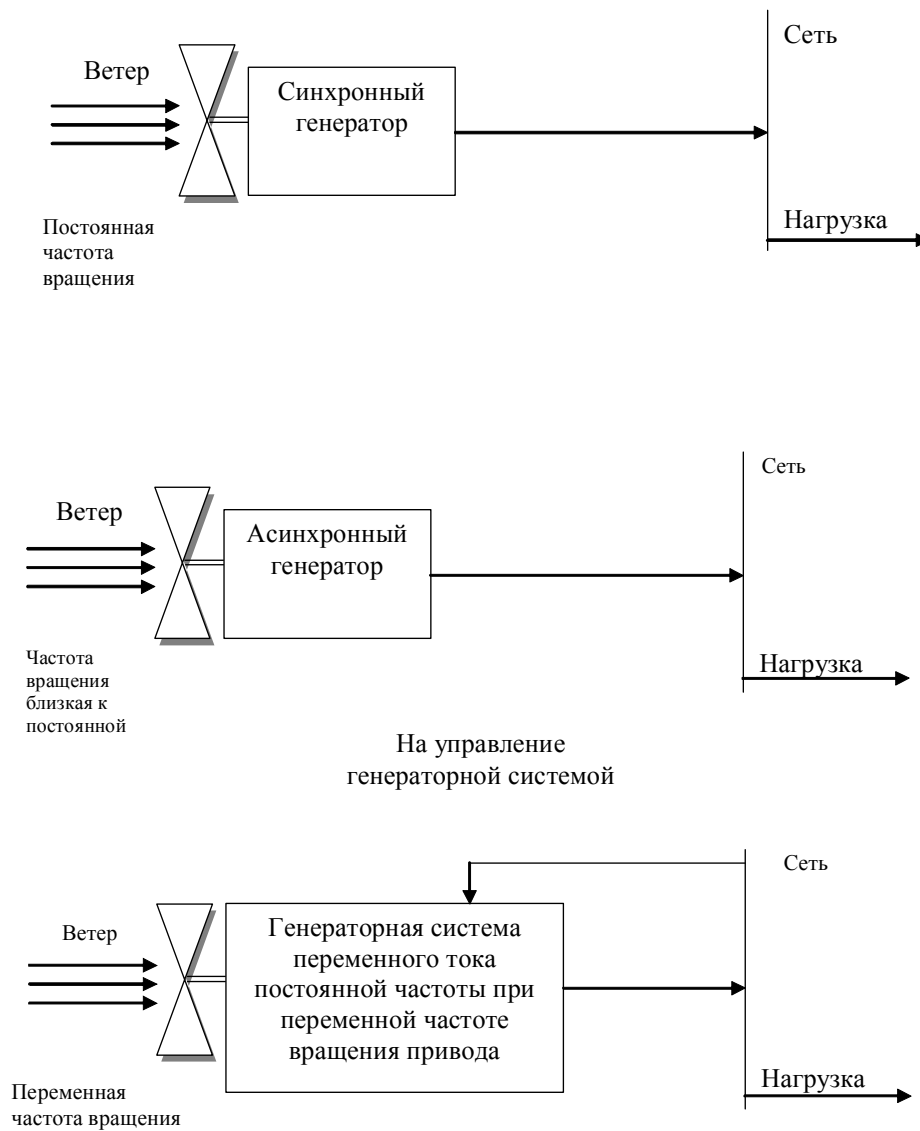 Сеть
Ветер
Синхронный
генератор
Постоянная
частота
вращения
Нагрузка
Сеть
Ветер
Асинхронный
генератор
Частота
вращения
близкая к
постоянной
Нагрузка
На управление
генераторной системой
Сеть
Ветер
Генераторная система
переменного тока
постоянной частоты при
переменной частоте
вращения привода
Переменная
частота вращения
Нагрузка